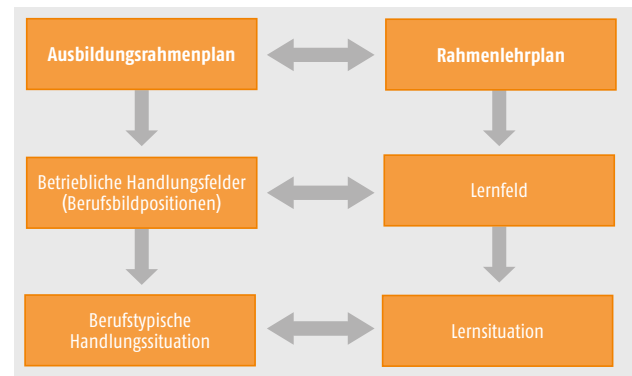 Ausbildungsrahmenplan
Rahmenlehrplan
Betriebliche Handlungsfelder
(Berufsbildpositionen)
Lernfeld
Berufstypische
Handlungssituation
Lernsituation